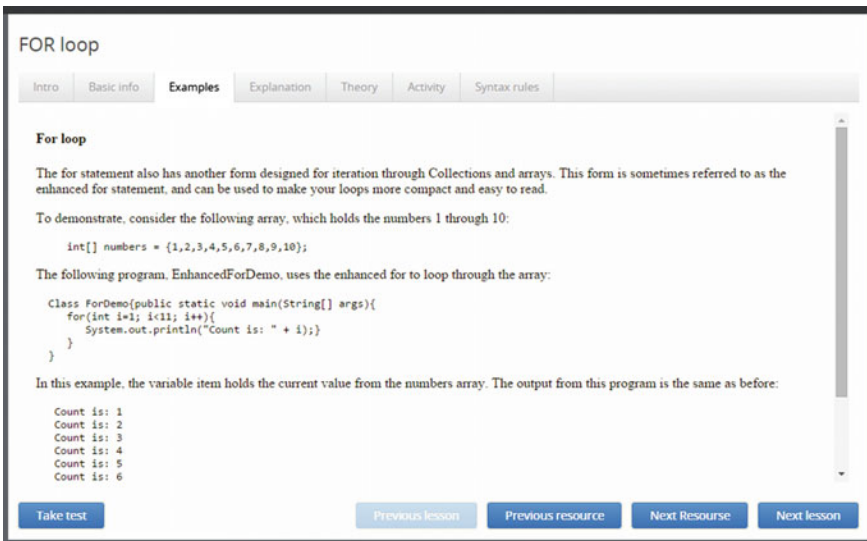 FOR loop
Intro Basic info Examples Explanation Theory Activity Syntax rules
For loop
The for statement also has another form designed for iteration through Collections and arrays. This form is sometimes referred to as the
enhanced for statement, and can be used to make your loops more compact and easy to read.
To demonstrate, consider the following array, which holds the numbers 1 through 10:
int[] numbers = {1,2,3,4,5,6,7,8,9,10};
The following program, EnhancedForDemo, uses the enhanced for to loop through the array:
Class ForDemo{public static void main(String[] args){
for(int i=1; i<11; i++){
System.out.println("Count is: " + i);}
}
}
In this example, the variable item holds the current value from the numbers array. The output from this program is the same as before:
Count is: 1
Count is: 2
Count is: 3
Count is: 4
Count is: 5
Count is: 6
Take test Previous lesson Previous resource Next Resourse Next lesson